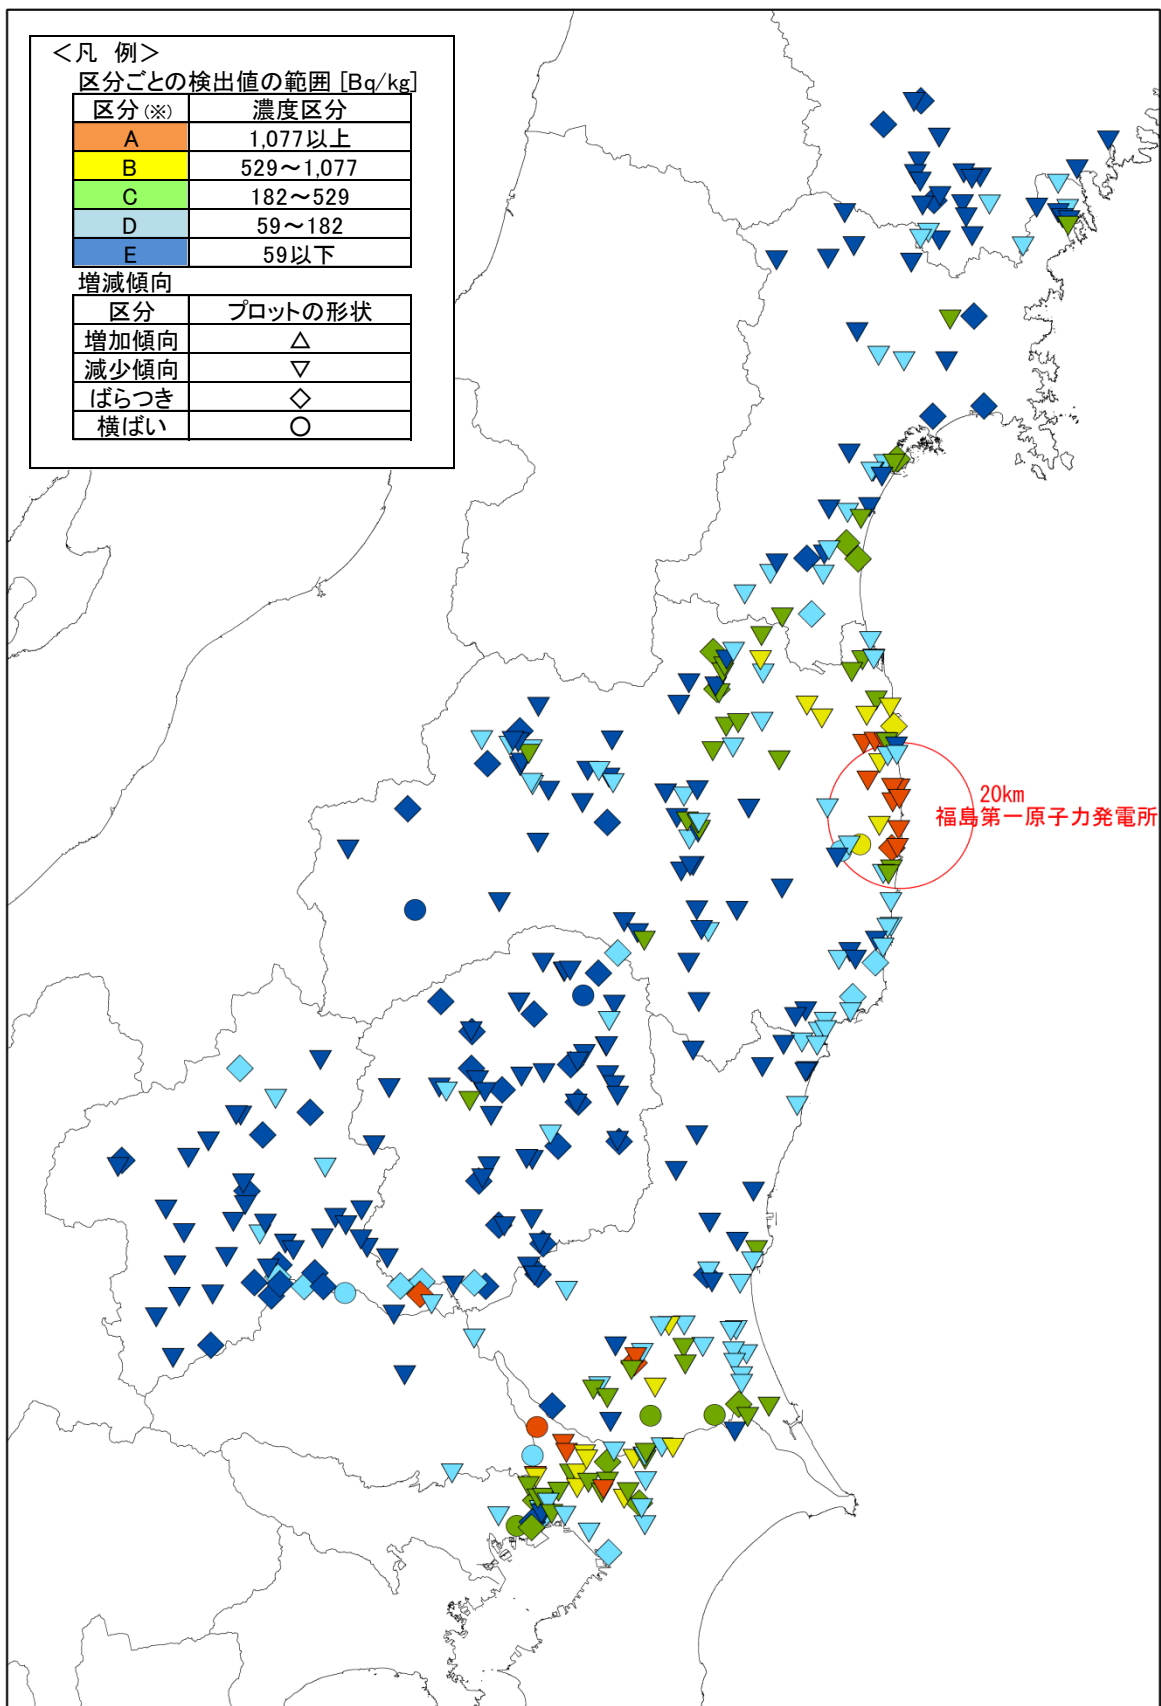 ＜凡 例＞
区分ごとの検出値の範囲 [Bq/kg]
区分(※) 濃度区分
A 1,077以上
B 529～1,077
C 182～529
D 59～182
E 59以下
増減傾向
区分 プロットの形状
増加傾向 △
減少傾向 ▽
ばらつき ◇
横ばい ○
20km
福島第一原子力発電所